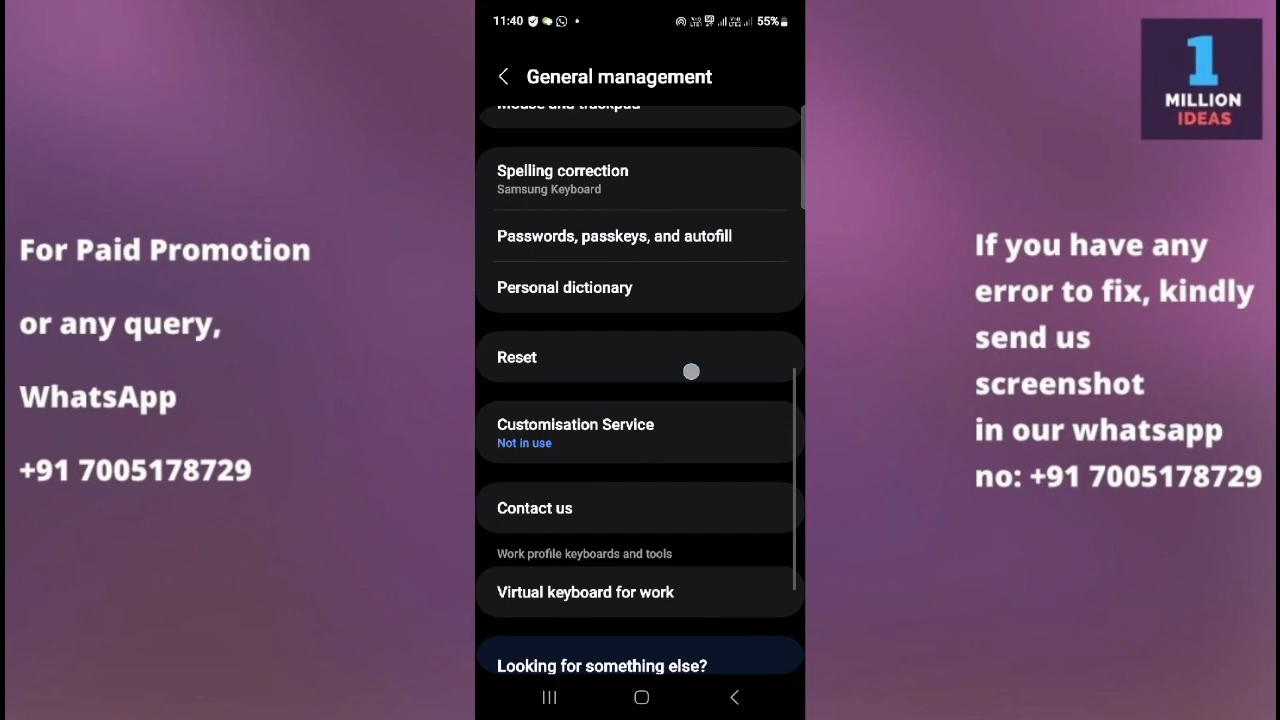 For Paid Promotion
or any query,
WhatsApp
+91 7005178729
11:40
55%
General management
Mouse and trackpad
Spelling correction
Samsung Keyboard
Passwords, passkeys, and autofill
Personal dictionary
Reset
Customisation Service
Not in use
Contact us
Work profile keyboards and tools
Virtual keyboard for work
Looking for something else?
1
MILLION
IDEAS
If you have any
error to fix, kindly
send us
screenshot
in our whatsapp
no: +91 7005178729